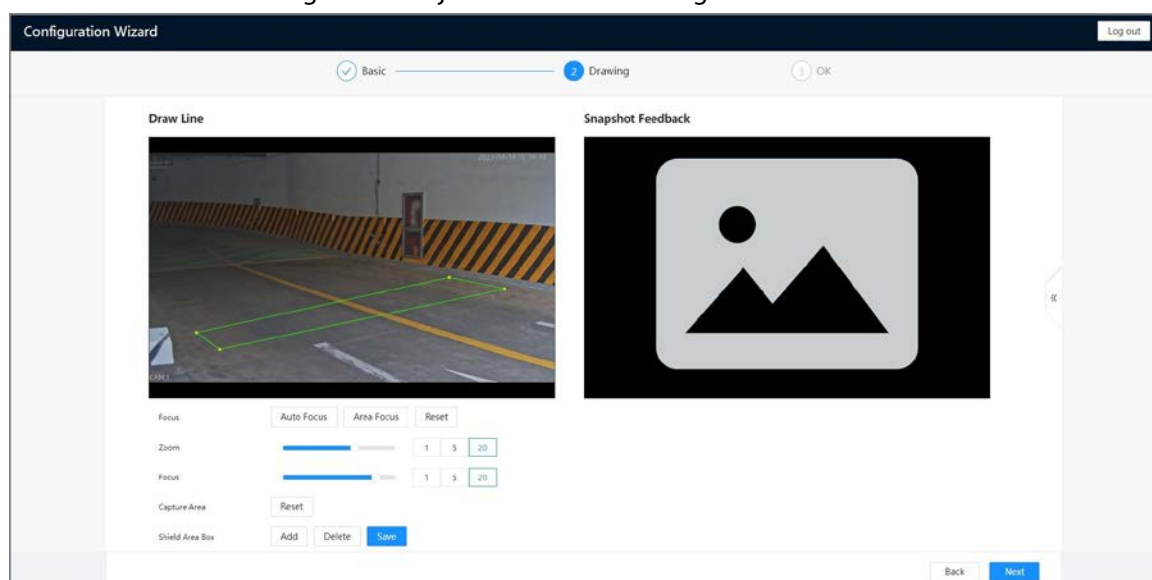 Configuration Wizard
Log out
Basic
2 Drawing
3 OK
Draw Line
Snapshot Feedback
CAM1
Focus Auto Focus Area Focus Reset
Zoom 1 5 20
Focus 1 5 20
Capture Area Reset
Shield Area Box Add Delete Save
«
Back Next